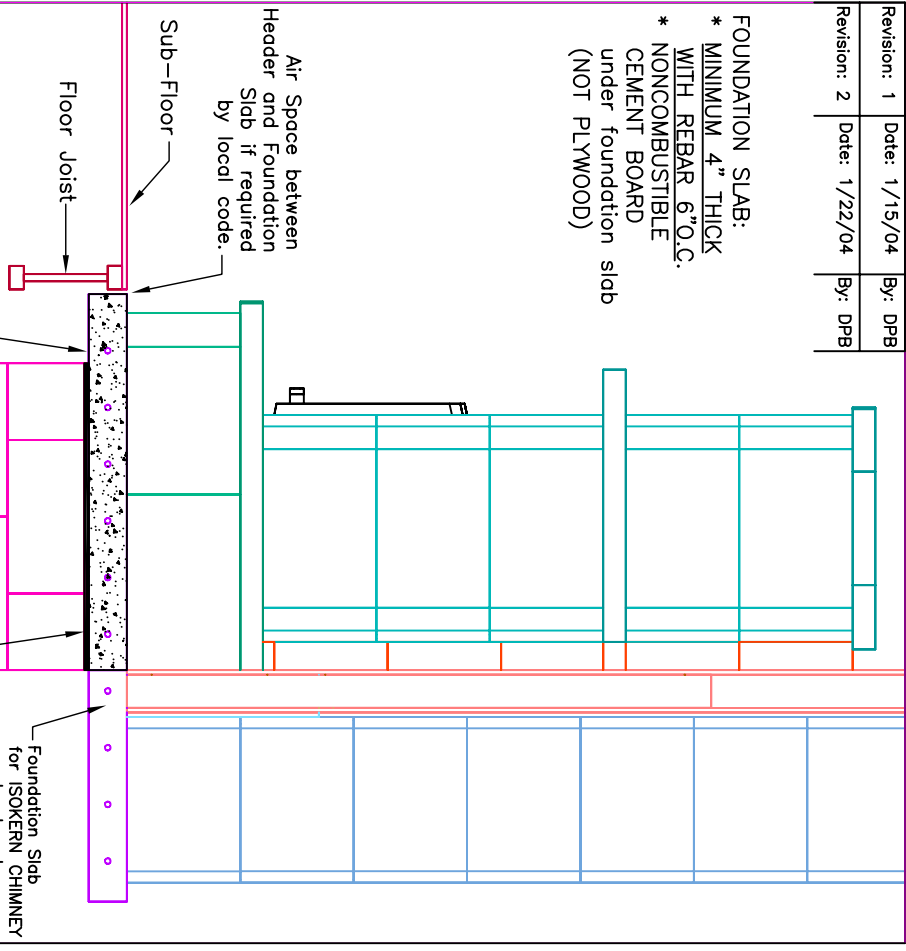 Revision: 1 Date: 1/15/04 By: DPB
Revision: 2 Date: 1/22/04 By: DPB
FOUNDATION SLAB:
* MINIMUM 4" THICK
WITH REBAR 6"O.C.
* NONCOMBUSTIBLE
CEMENT BOARD
under foundation slab
(NOT PLYWOOD)
Air Space between
Header and Foundation
Slab if required
by local code.
Sub-Floor
Floor Joist
Foundation Slab
for ISOKERN CHIMNEY